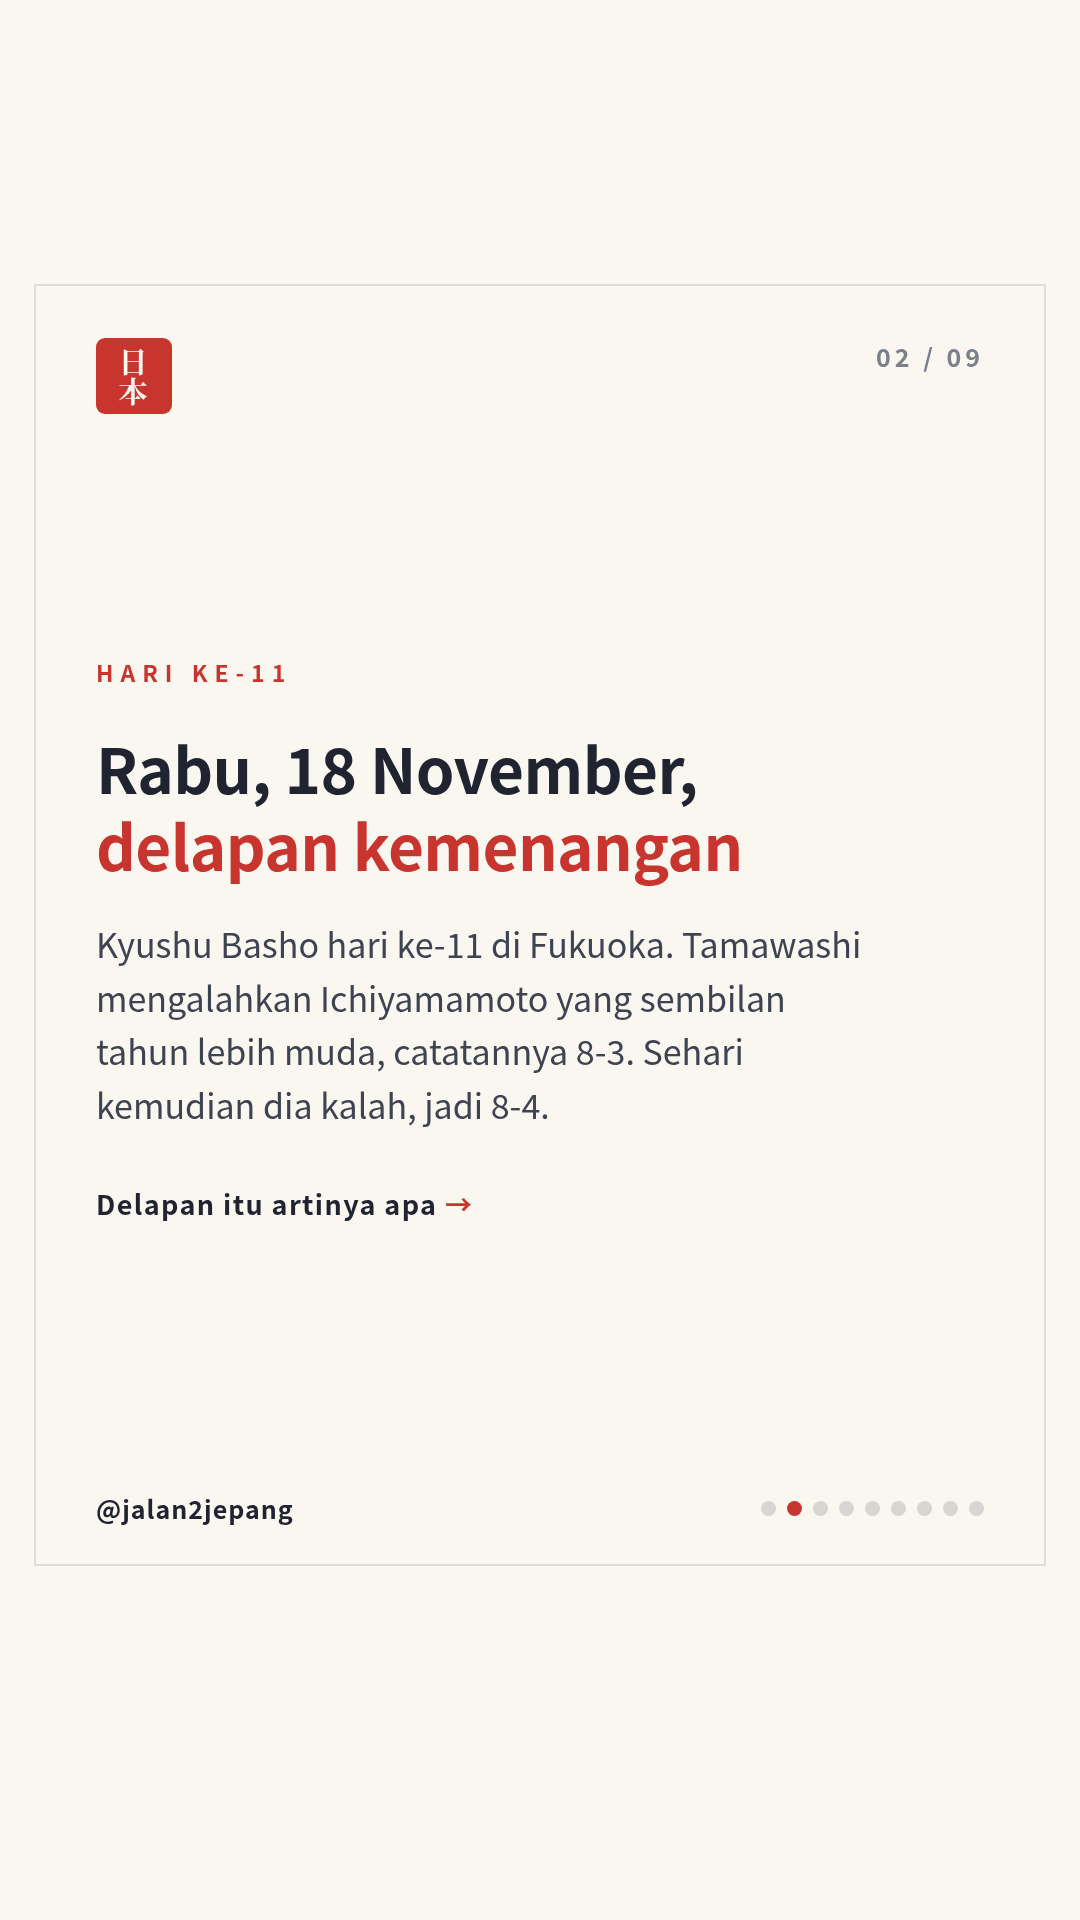 日
本
02 / 09
HARI KE-11
Rabu, 18 November,
delapan kemenangan
Kyushu Basho hari ke-11 di Fukuoka. Tamawashi
mengalahkan Ichiyamamoto yang sembilan
tahun lebih muda, catatannya 8-3. Sehari
kemudian dia kalah, jadi 8-4.
Delapan itu artinya apa →
@jalan2jepang